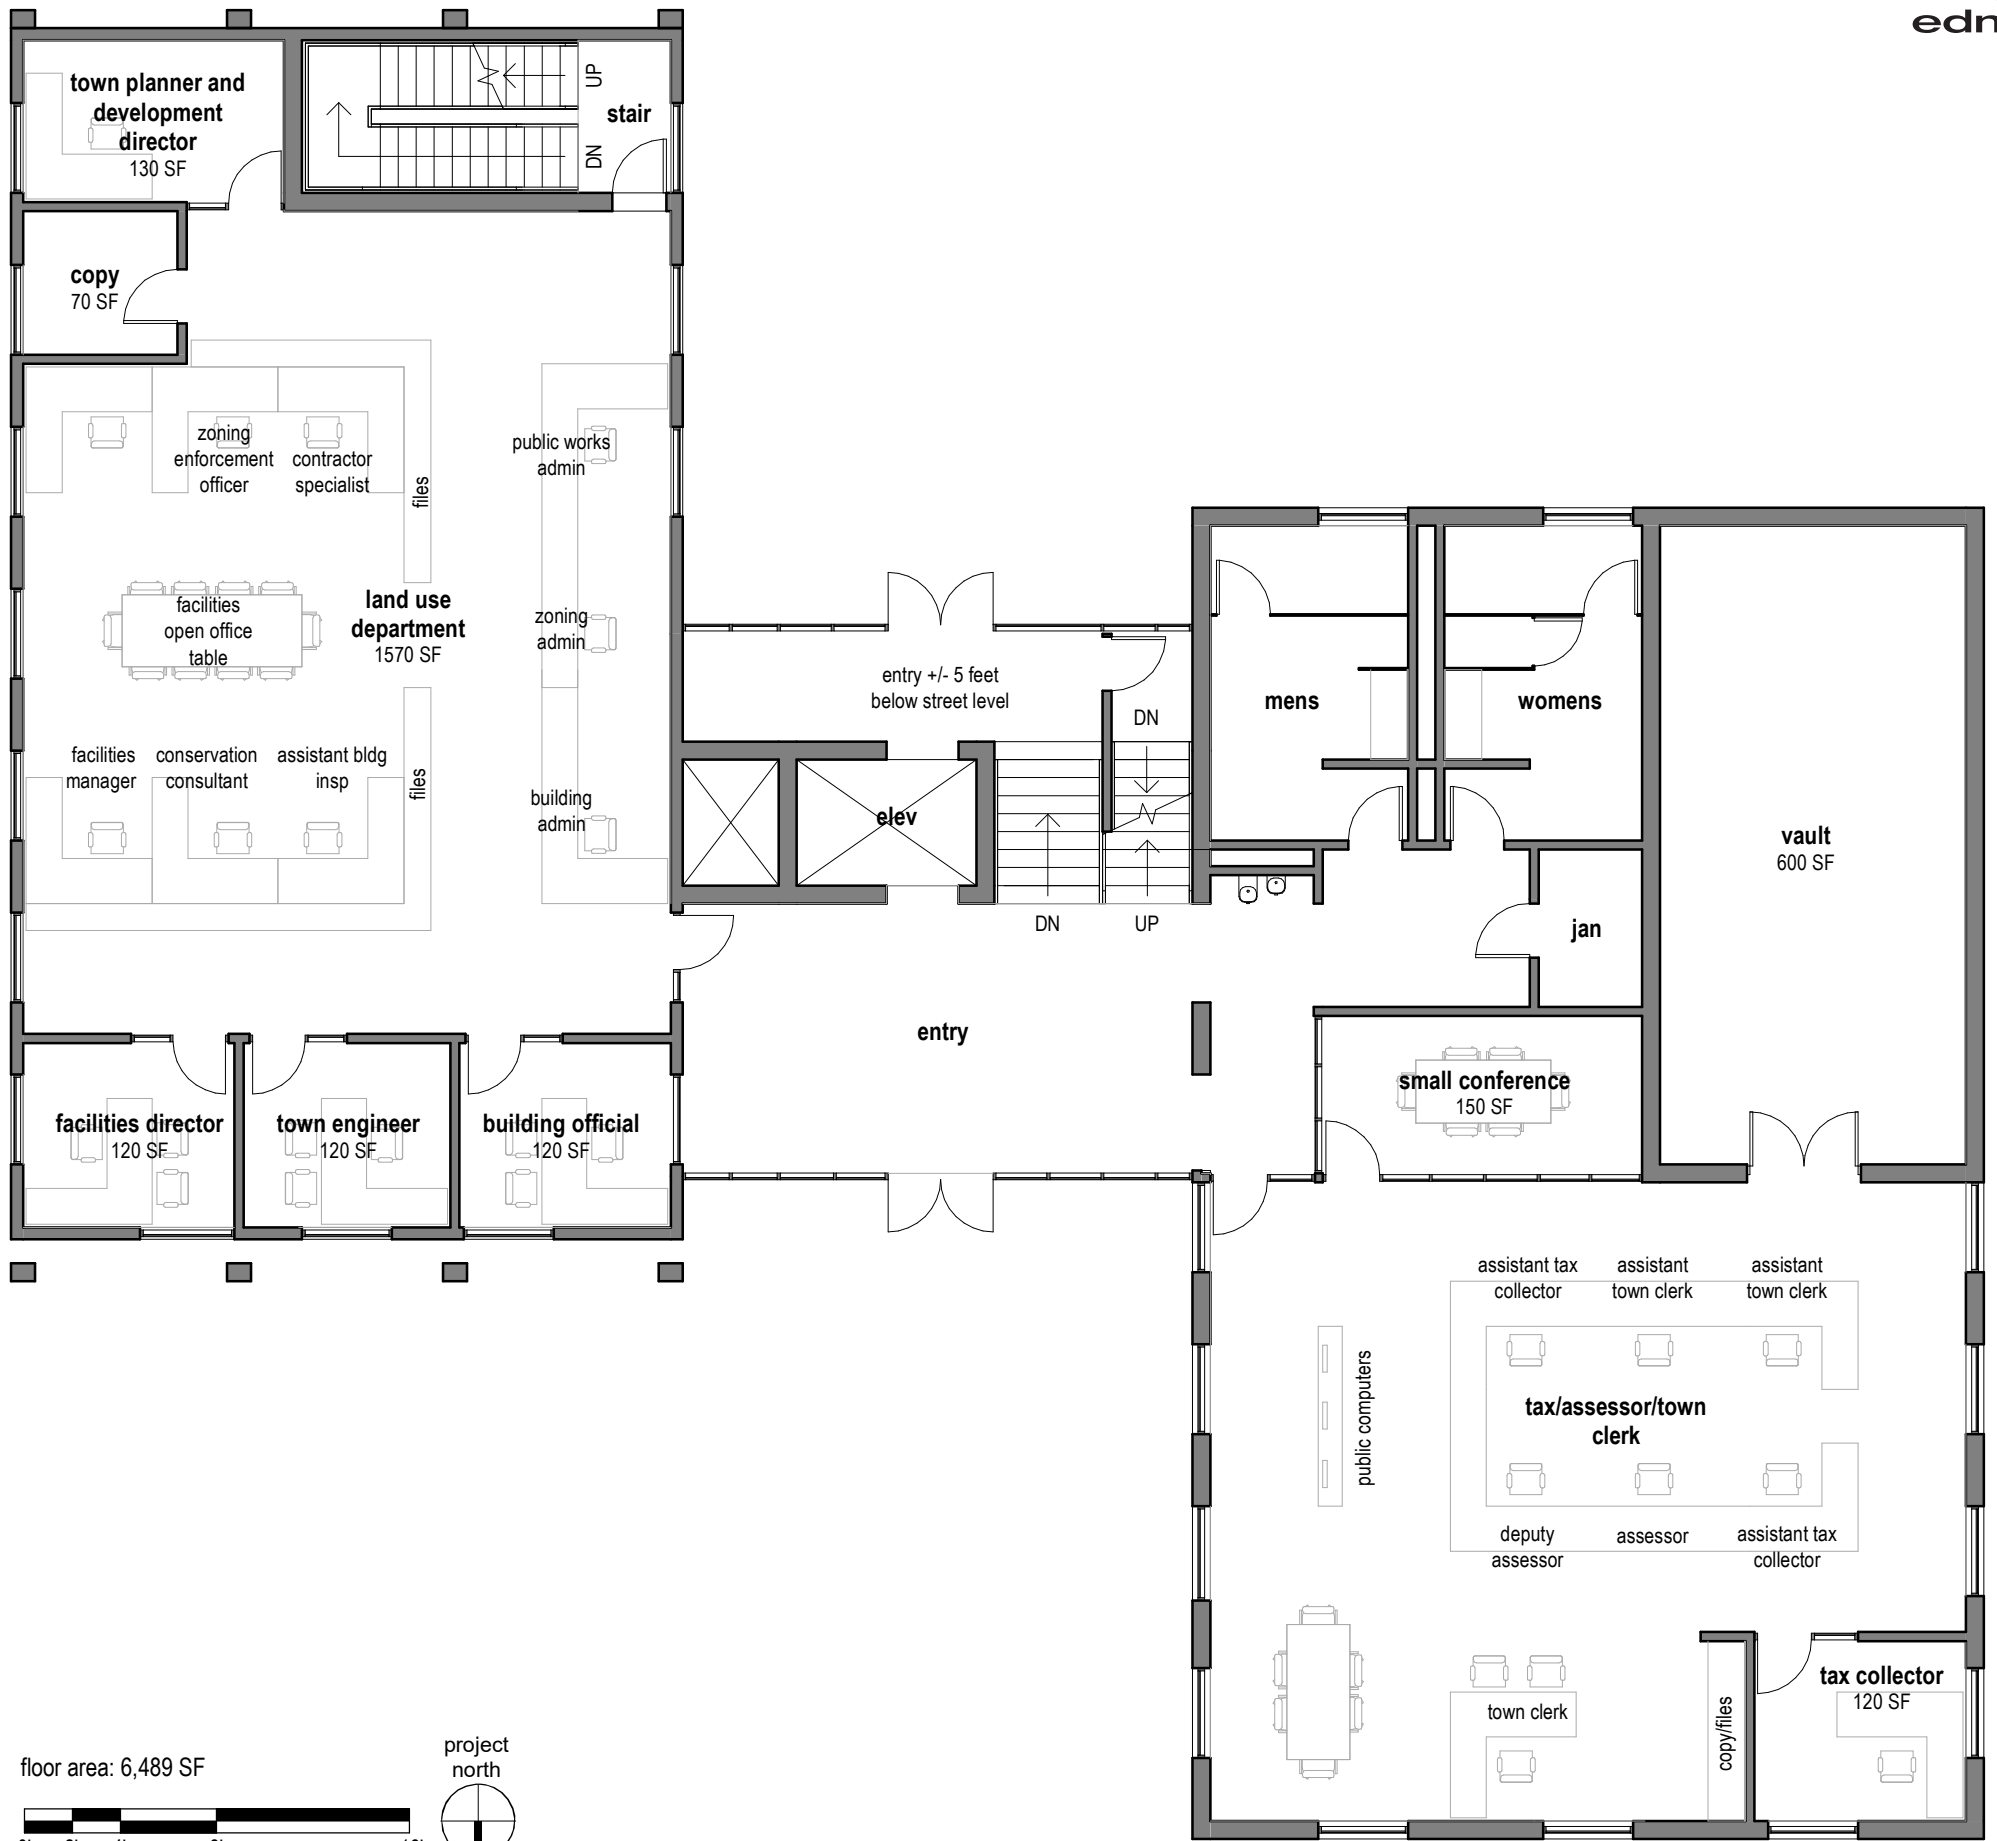 edn
town planner and
development
director
130 SF
UP
stair
DN
copy
70 SF
zoning
enforcement
officer
contractor
specialist
files
public works
admin
facilities
open office
table
land use
department
1570 SF
zoning
admin
entry +/- 5 feet
below street level
DN
mens
womens
facilities
manager
conservation
consultant
assistant bldg
insp
files
building
admin
elev
vault
600 SF
DN
UP
jan
entry
small conference
150 SF
facilities director
120 SF
town engineer
120 SF
building official
120 SF
assistant tax
collector
assistant
town clerk
assistant
town clerk
public computers
tax/assessor/town
clerk
deputy
assessor
assessor
assistant tax
collector
town clerk
copy/files
tax collector
120 SF
floor area: 6,489 SF
project
north